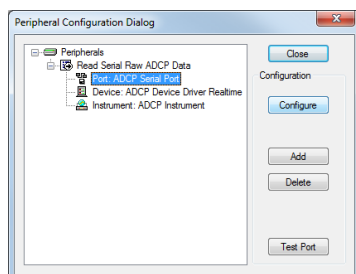 Peripheral Configuration Dialog
Peripherals
Read Serial Raw ADCP Data
Port: ADCP Serial Port
Device: ADCP Device Driver Realtime
Instrument: ADCP Instrument
Close
Configuration
Configure
Add
Delete
Test Port